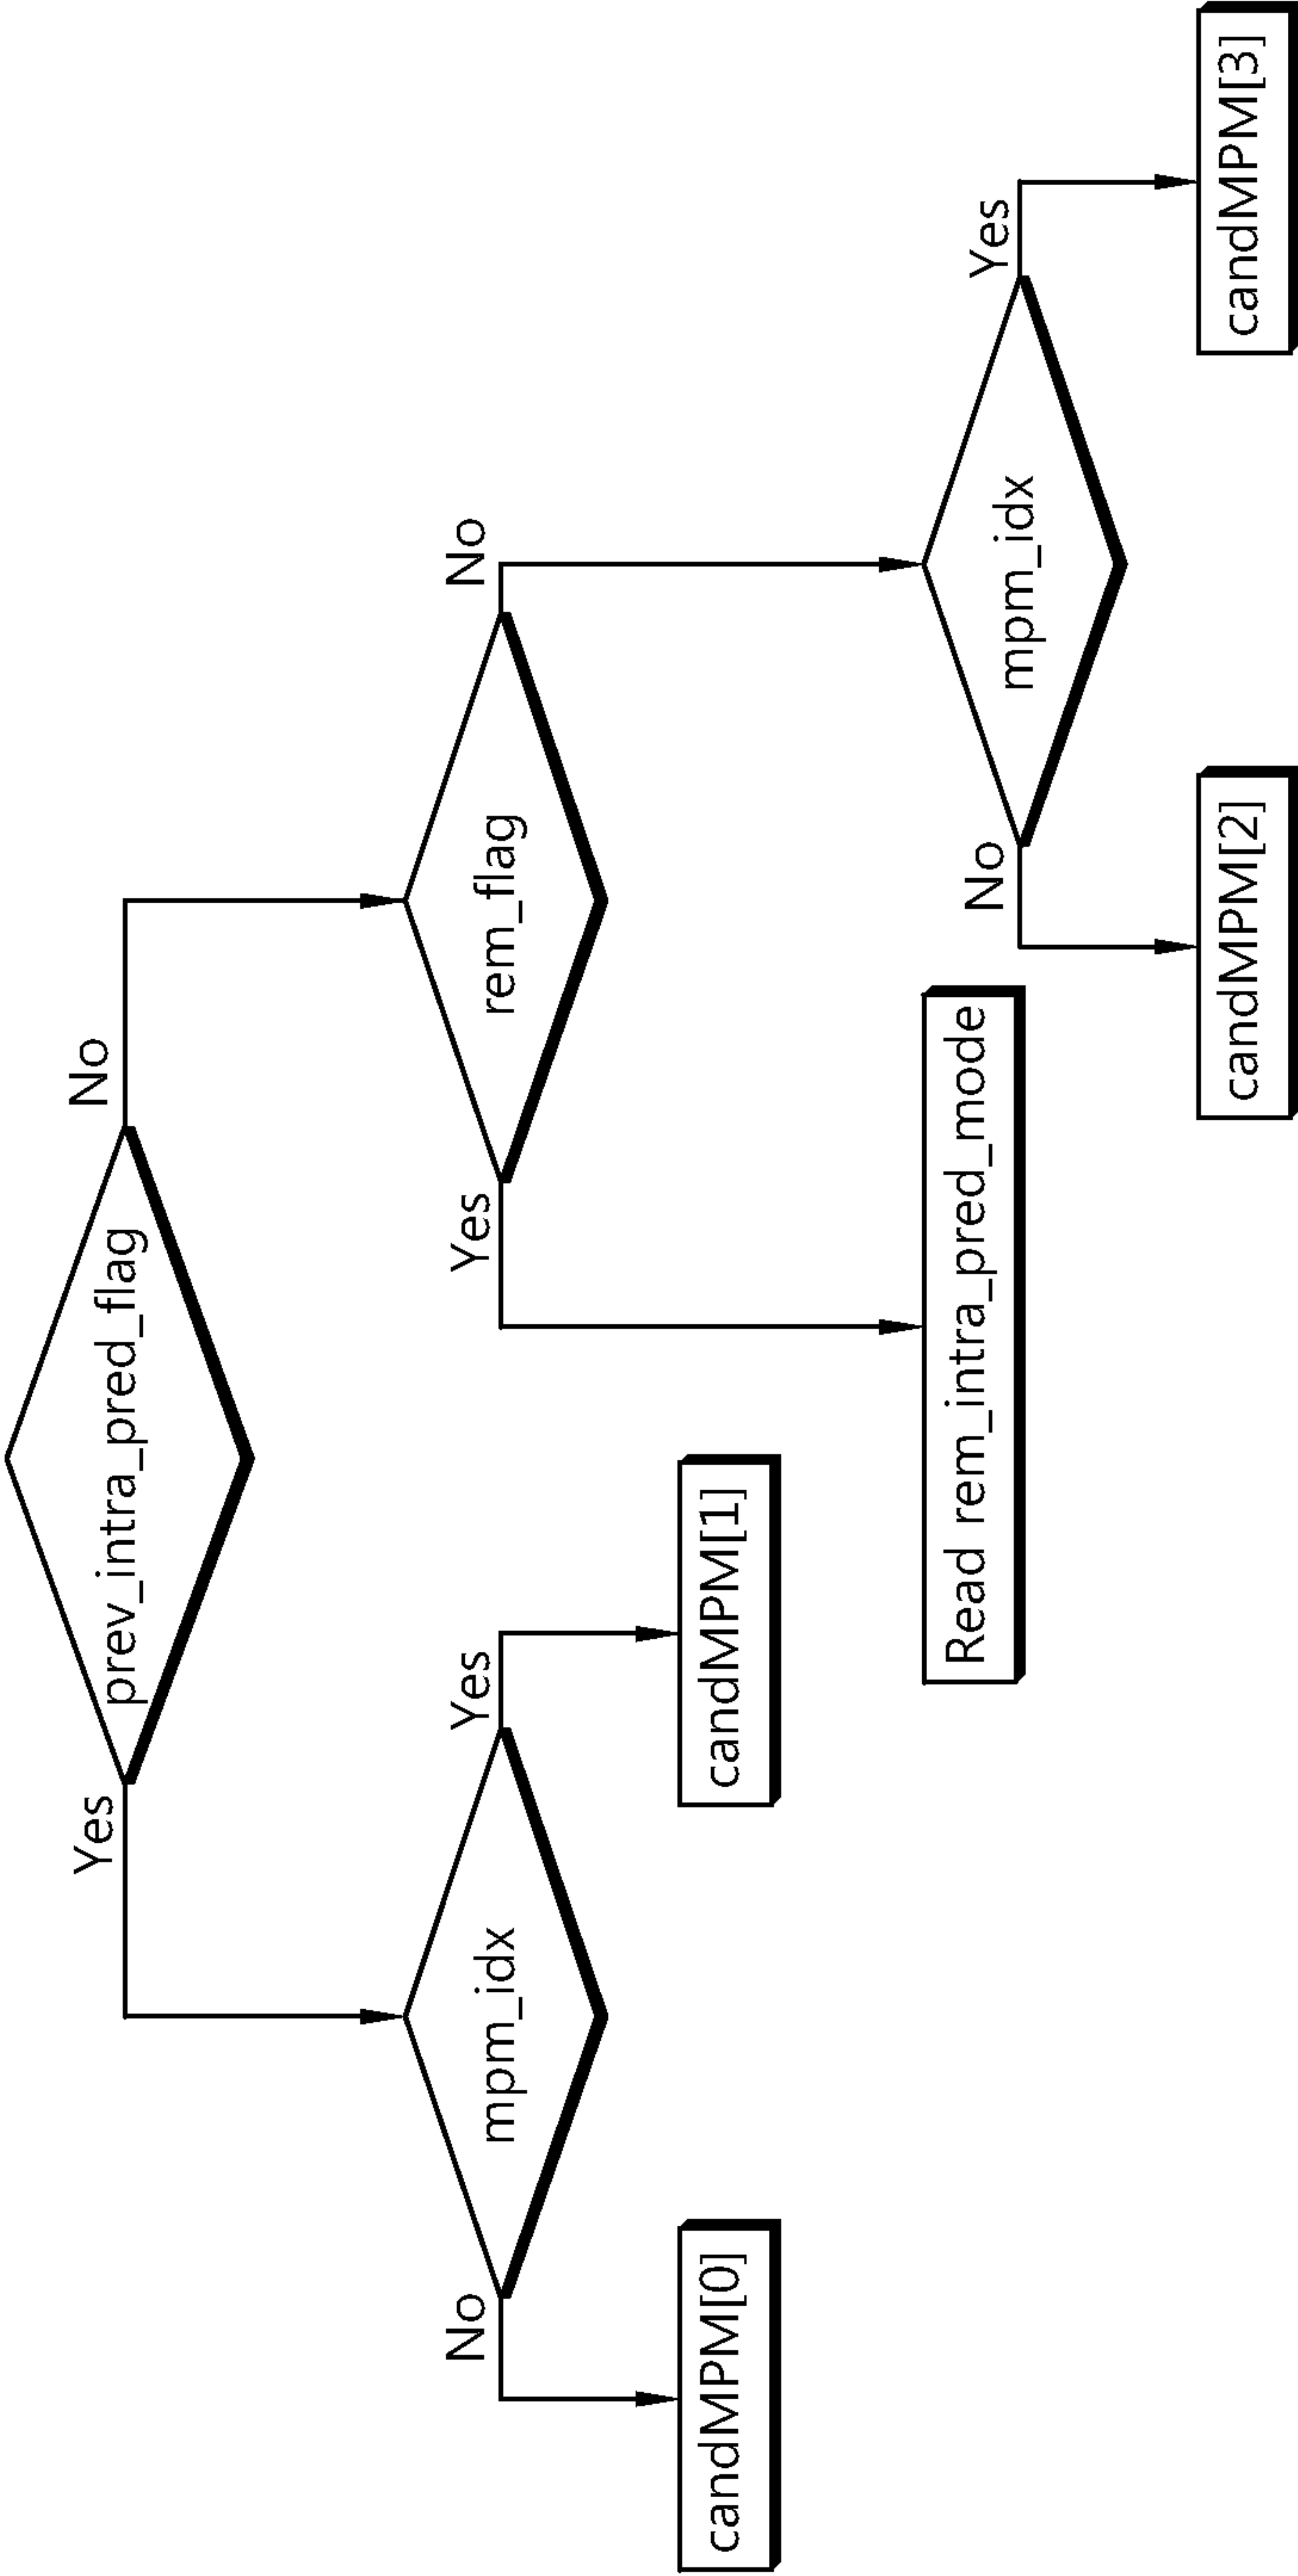 prev_intra_pred_flag
Yes
No
mpm_idx
rem_flag
No
Yes
Yes
No
candMPM[0]
candMPM[1]
Read rem_intra_pred_mode
mpm_idx
No
Yes
candMPM[2]
candMPM[3]